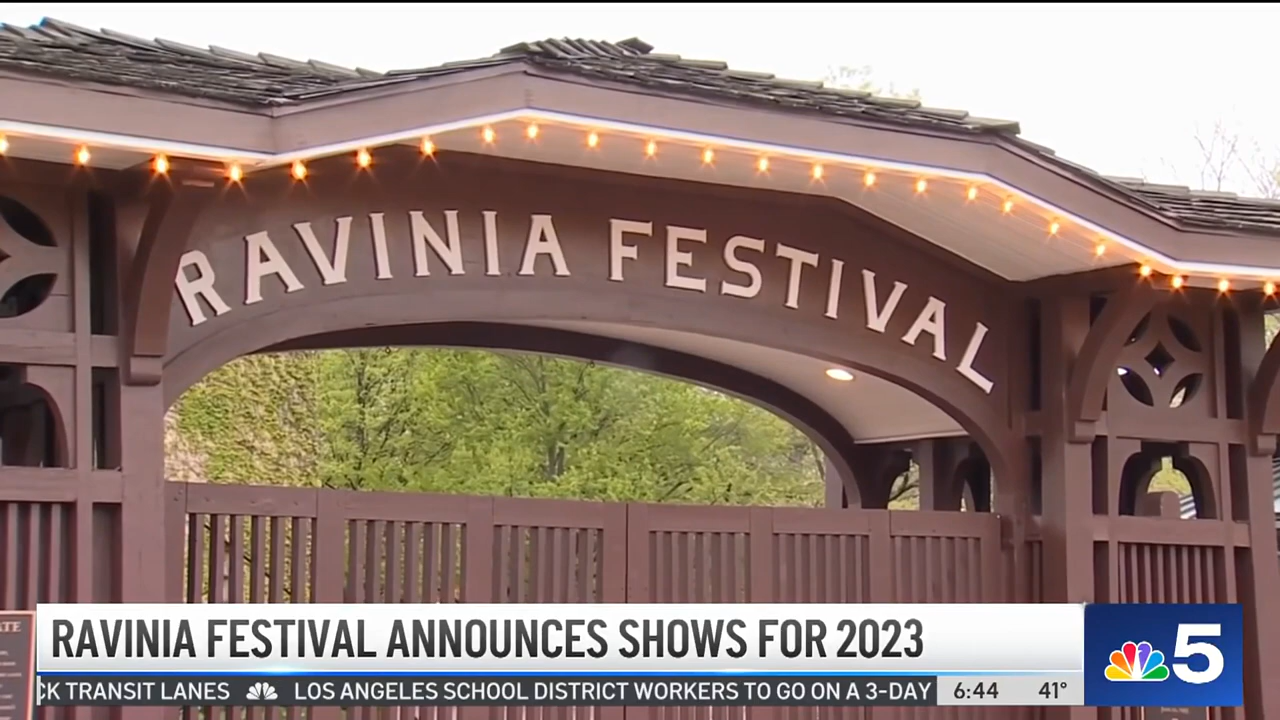 RAVINIA FESTIVAL
ATE
RAVINIA FESTIVAL ANNOUNCES SHOWS FOR 2023
5
CK TRANSIT LANES LOS ANGELES SCHOOL DISTRICT WORKERS TO GO ON A 3-DAY
6:44 41°